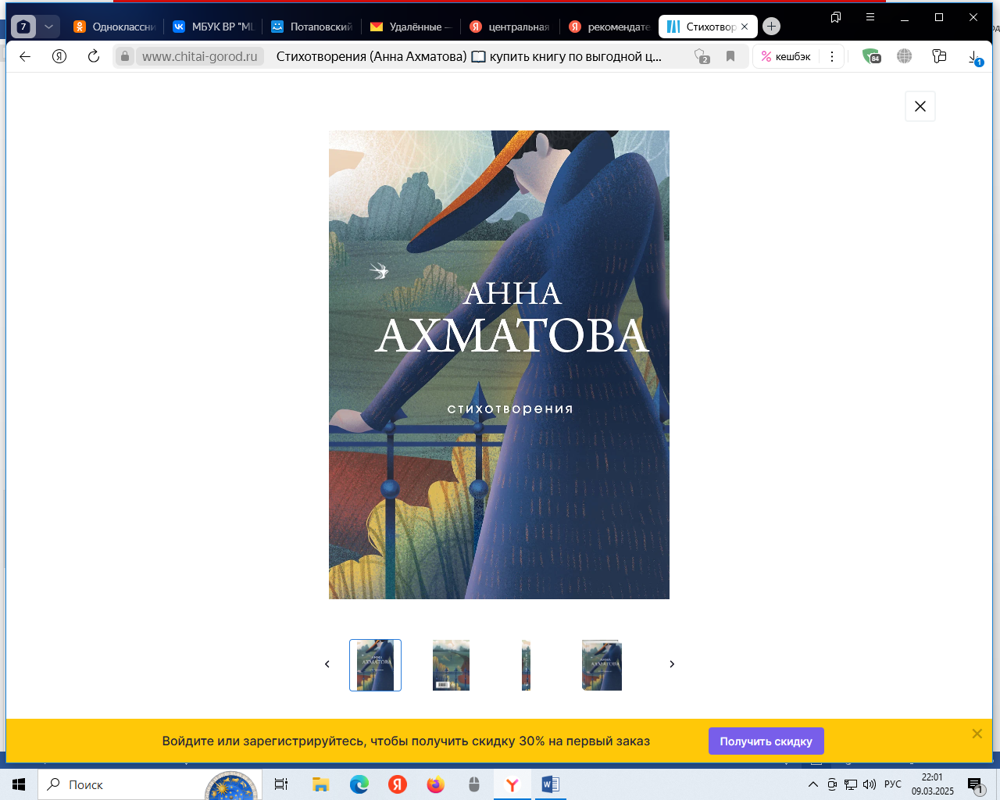 7
Одноклассни
МБУК ВР "МЦ
Потаповский
Удалённые —
центральная
рекомендате
Стихотвор
www.chitai-gorod.ru
Стихотворения (Анна Ахматова) купить книгу по выгодной ц...
2
% кешбэк
84
1
АННА
АХМАТОВА
стихотворения
Войдите или зарегистрируйтесь, чтобы получить скидку 30% на первый заказ
Получить скидку
Поиск
РУС
22:01
09.03.2025
1